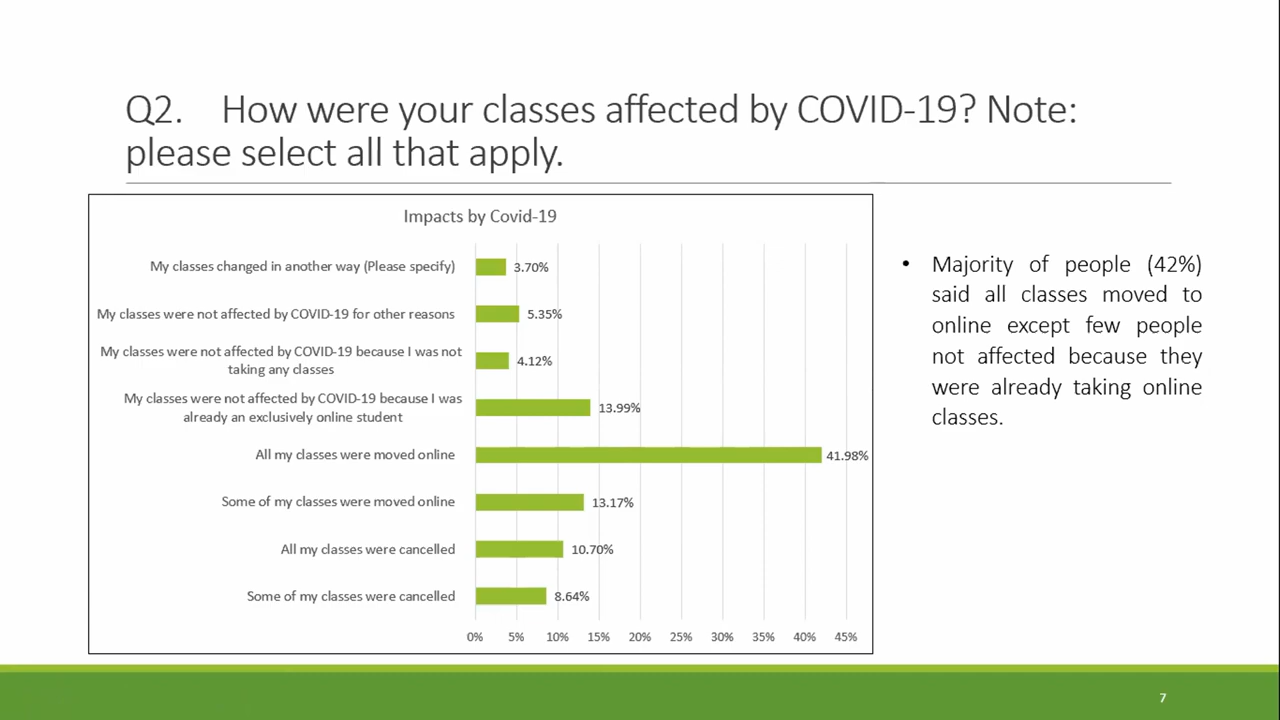 Q2. How were your classes affected by COVID-19? Note:
please select all that apply.
Impacts by Covid-19
My classes changed in another way (Please specify)
3.70%
My classes were not affected by COVID-19 for other reasons
5.35%
My classes were not affected by COVID-19 because I was not
taking any classes
4.12%
My classes were not affected by COVID-19 because I was
already an exclusively online student
13.99%
All my classes were moved online
41.98%
Some of my classes were moved online
13.17%
All my classes were cancelled
10.70%
Some of my classes were cancelled
8.64%
0% 5% 10% 15% 20% 25% 30% 35% 40% 45%
• Majority of people (42%)
said all classes moved to
online except few people
not affected because they
were already taking online
classes.
7